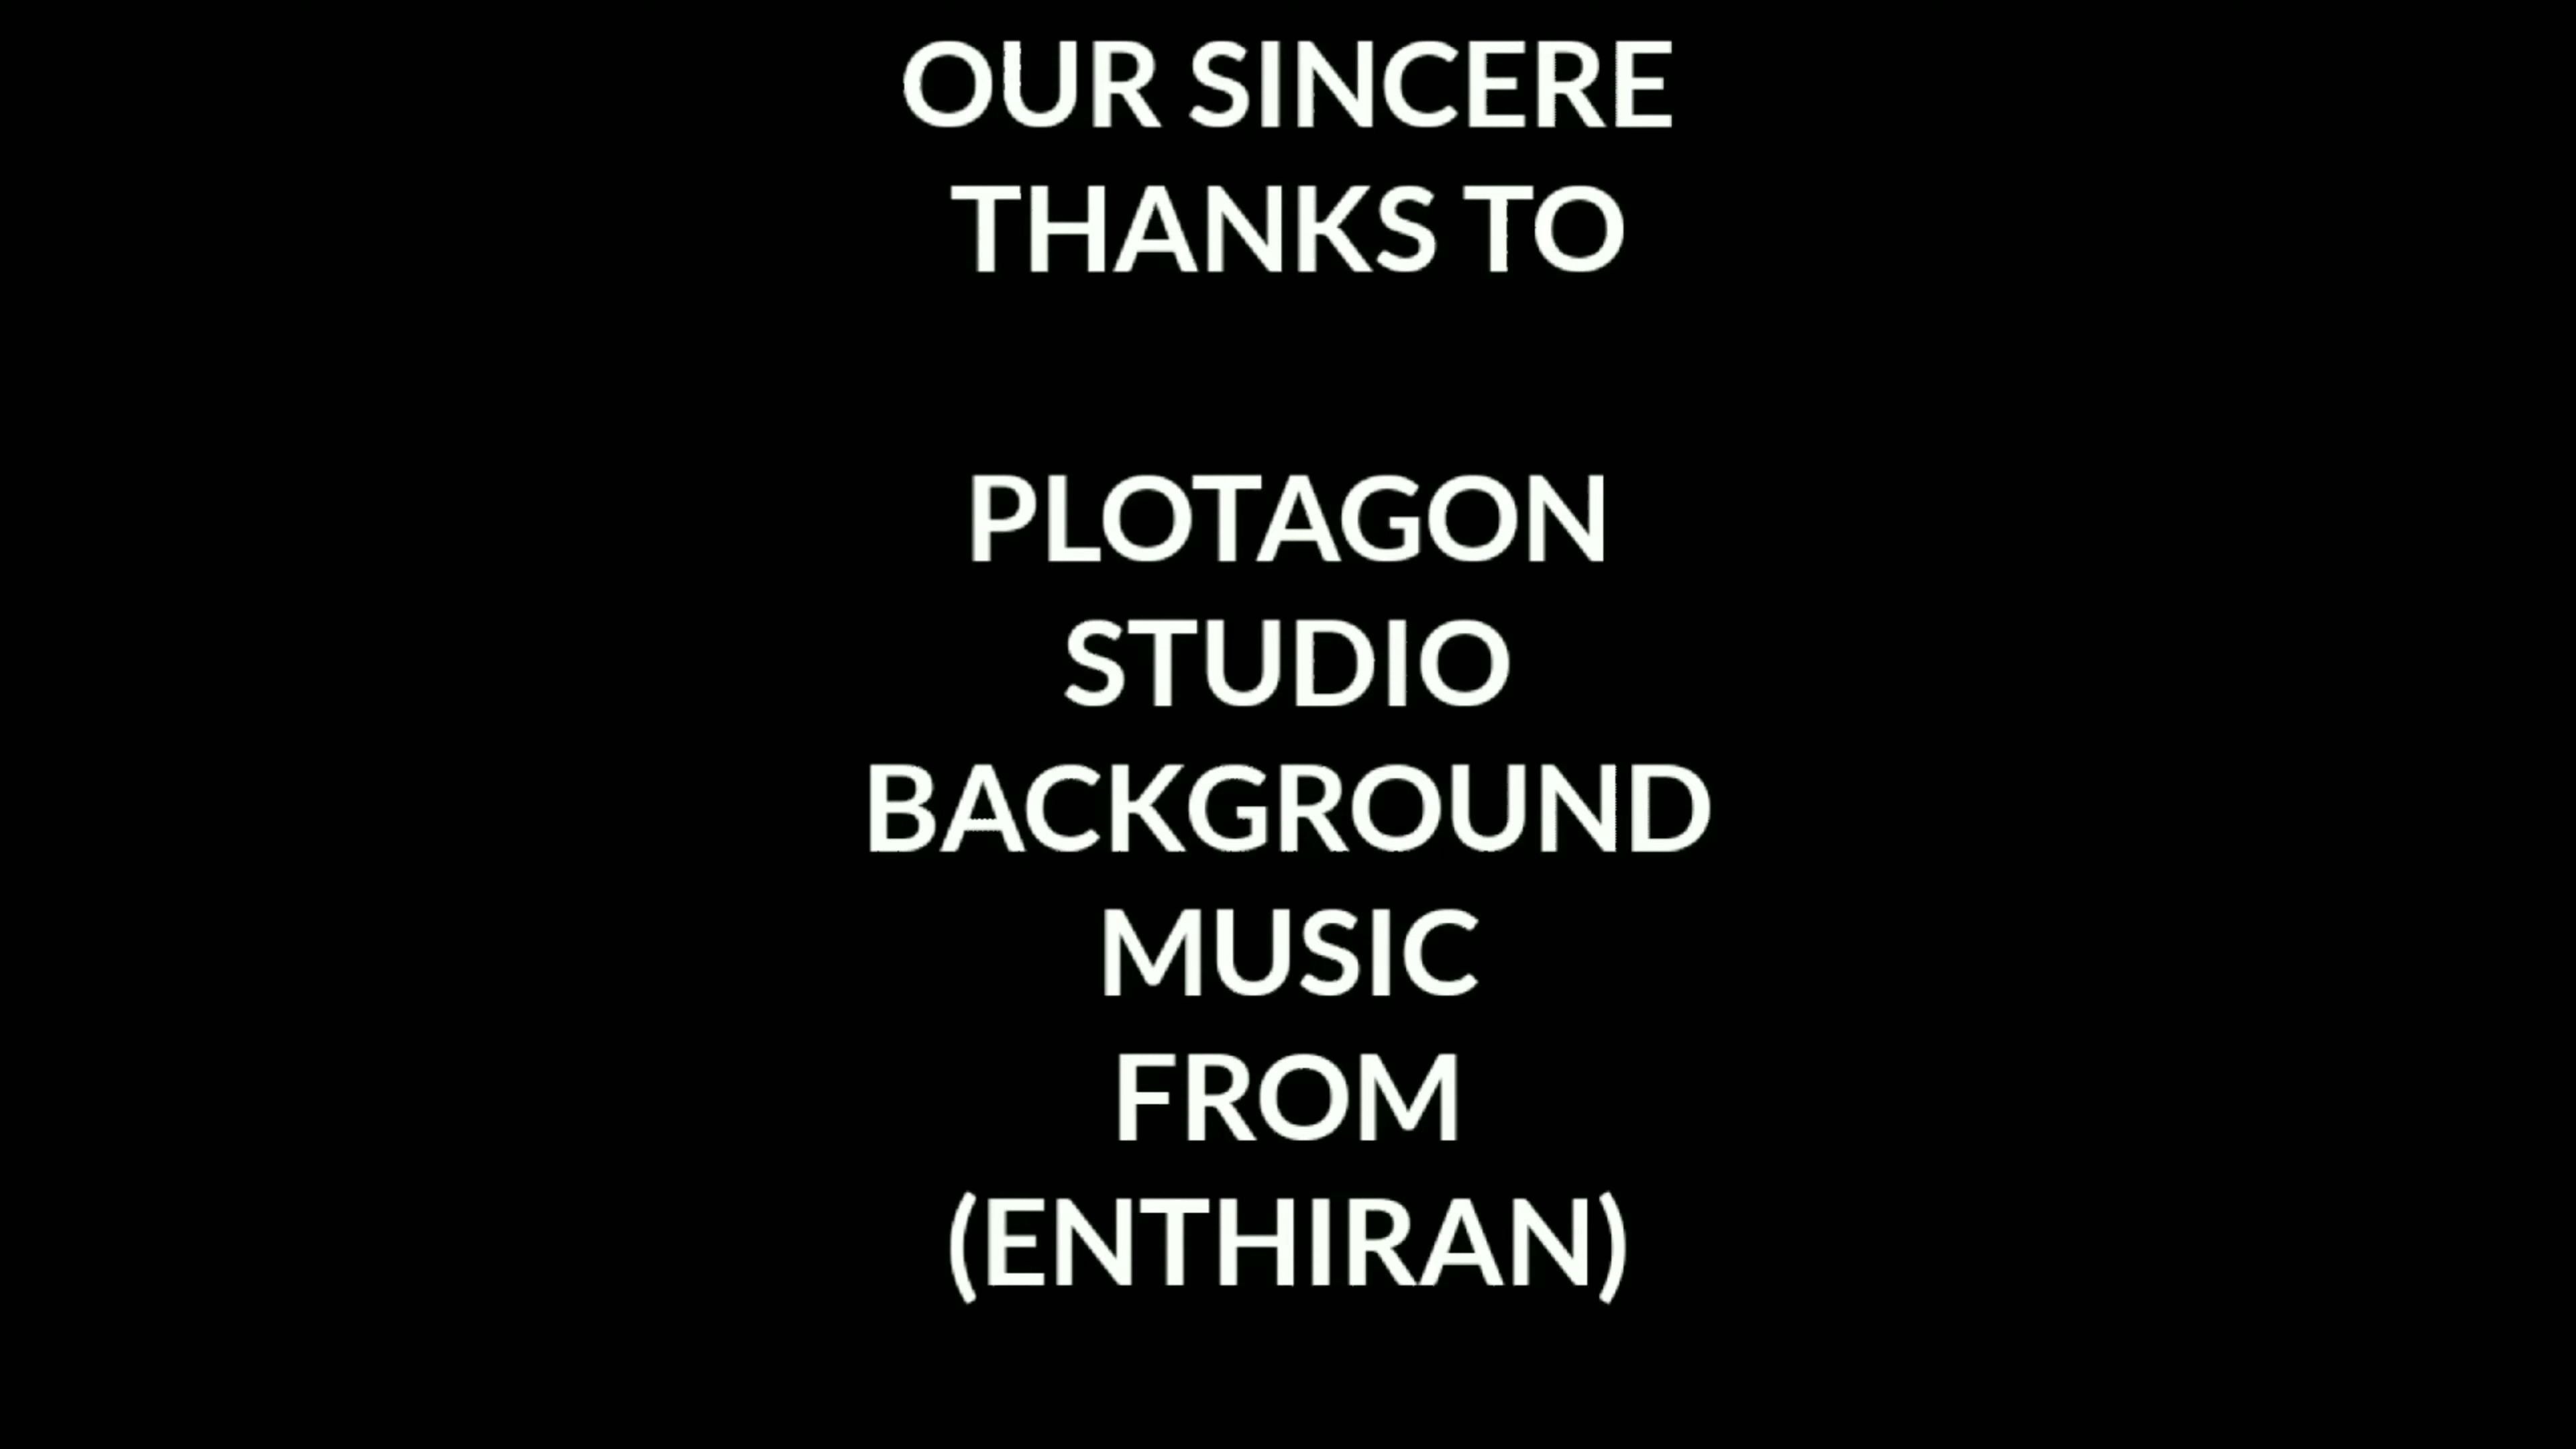 OUR SINCERE
THANKS TO
PLOTAGON
STUDIO
BACKGROUND
MUSIC
FROM
(ENTHIRAN)